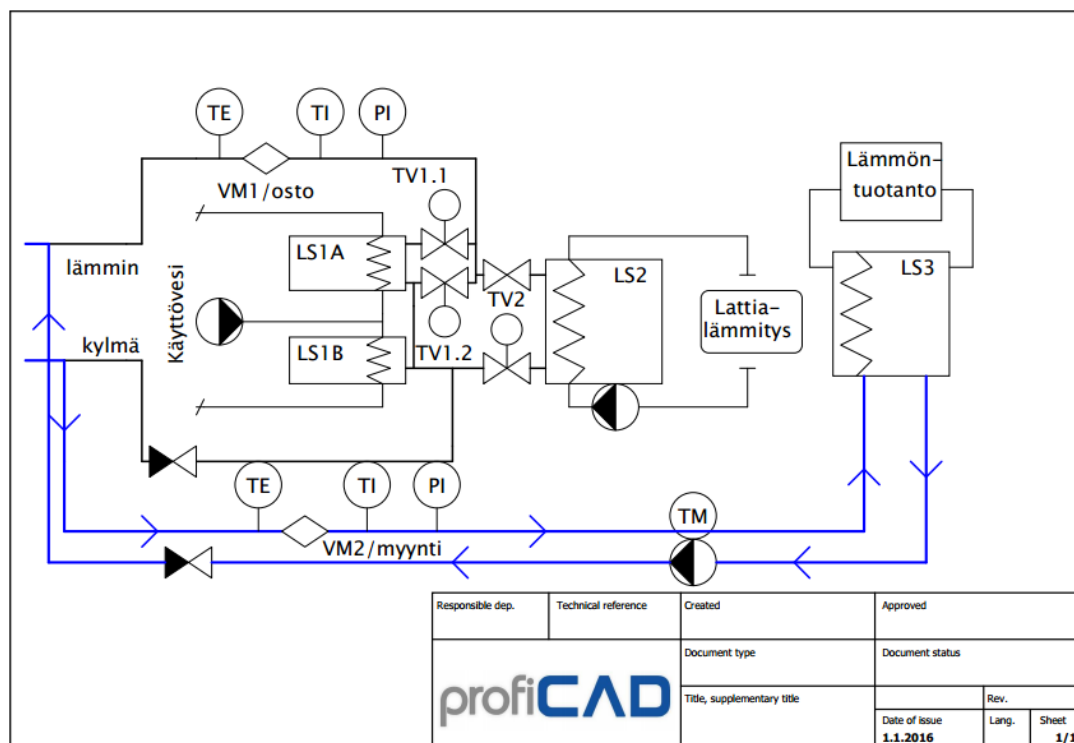 TE
TI
PI
TV1.1
VM1/osto
Lämmön-
tuotanto
LS1A
LS2
LS3
lämmin
Käyttövesi
TV2
Lattia-
lämmitys
kylmä
LS1B
TV1.2
TE
TI
PI
TM
VM2/myynti
Responsible dep.
Technical reference
Created
Approved
Document type
Document status
profiCAD
Title, supplementary title
Rev.
Date of issue
Lang.
Sheet
1.1.2016
1/1